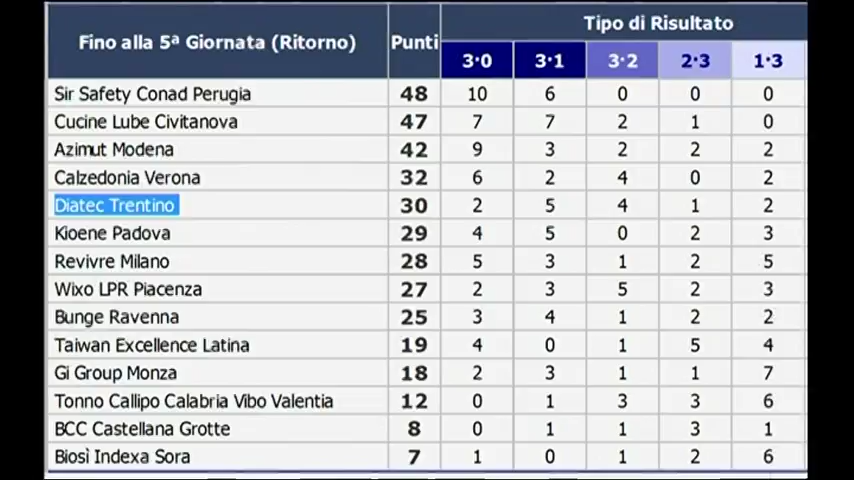 Fino alla 5ª Giornata (Ritorno) Punti Tipo di Risultato
3·0 3·1 3·2 2·3 1·3
Sir Safety Conad Perugia 48 10 6 0 0 0
Cucine Lube Civitanova 47 7 7 2 1 0
Azimut Modena 42 9 3 2 2 2
Calzedonia Verona 32 6 2 4 0 2
Diatec Trentino 30 2 5 4 1 2
Kioene Padova 29 4 5 0 2 3
Revivre Milano 28 5 3 1 2 5
Wixo LPR Piacenza 27 2 3 5 2 3
Bunge Ravenna 25 3 4 1 2 2
Taiwan Excellence Latina 19 4 0 1 5 4
Gi Group Monza 18 2 3 1 1 7
Tonno Callipo Calabria Vibo Valentia 12 0 1 3 3 6
BCC Castellana Grotte 8 0 1 1 3 1
Biosì Indexa Sora 7 1 0 1 2 6